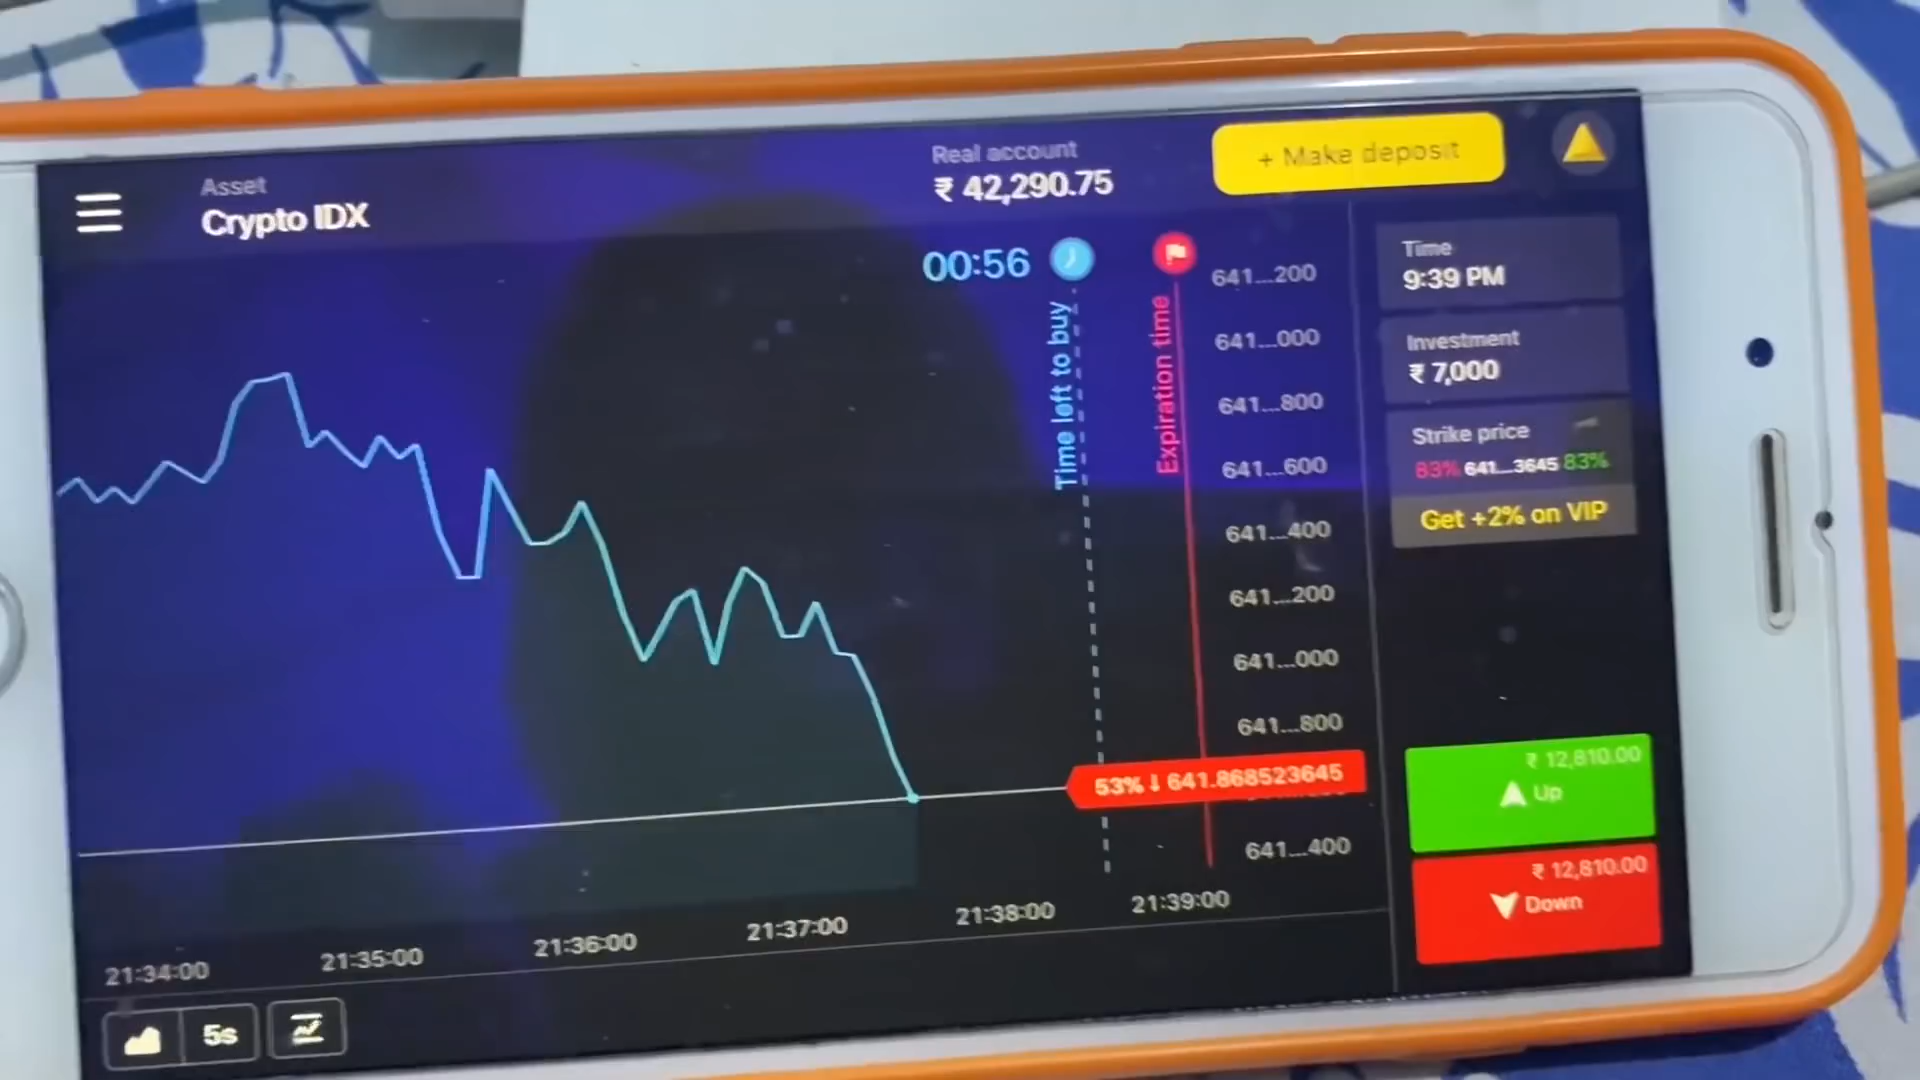 Asset
Crypto IDX
Real account
₹ 42,290.75
+ Make deposit
00:56
Time left to buy
Expiration time
641...200
641...000
641...800
641...600
641...400
641...200
641...000
641...800
53%↓641.868523645
641...400
Time
9:39 PM
Investment
₹ 7,000
Strike price
83% 641...3645 83%
Get +2% on VIP
₹ 12,810.00
Up
₹ 12,810.00
Down
21:34:00
21:35:00
21:36:00
21:37:00
21:38:00
21:39:00
5s